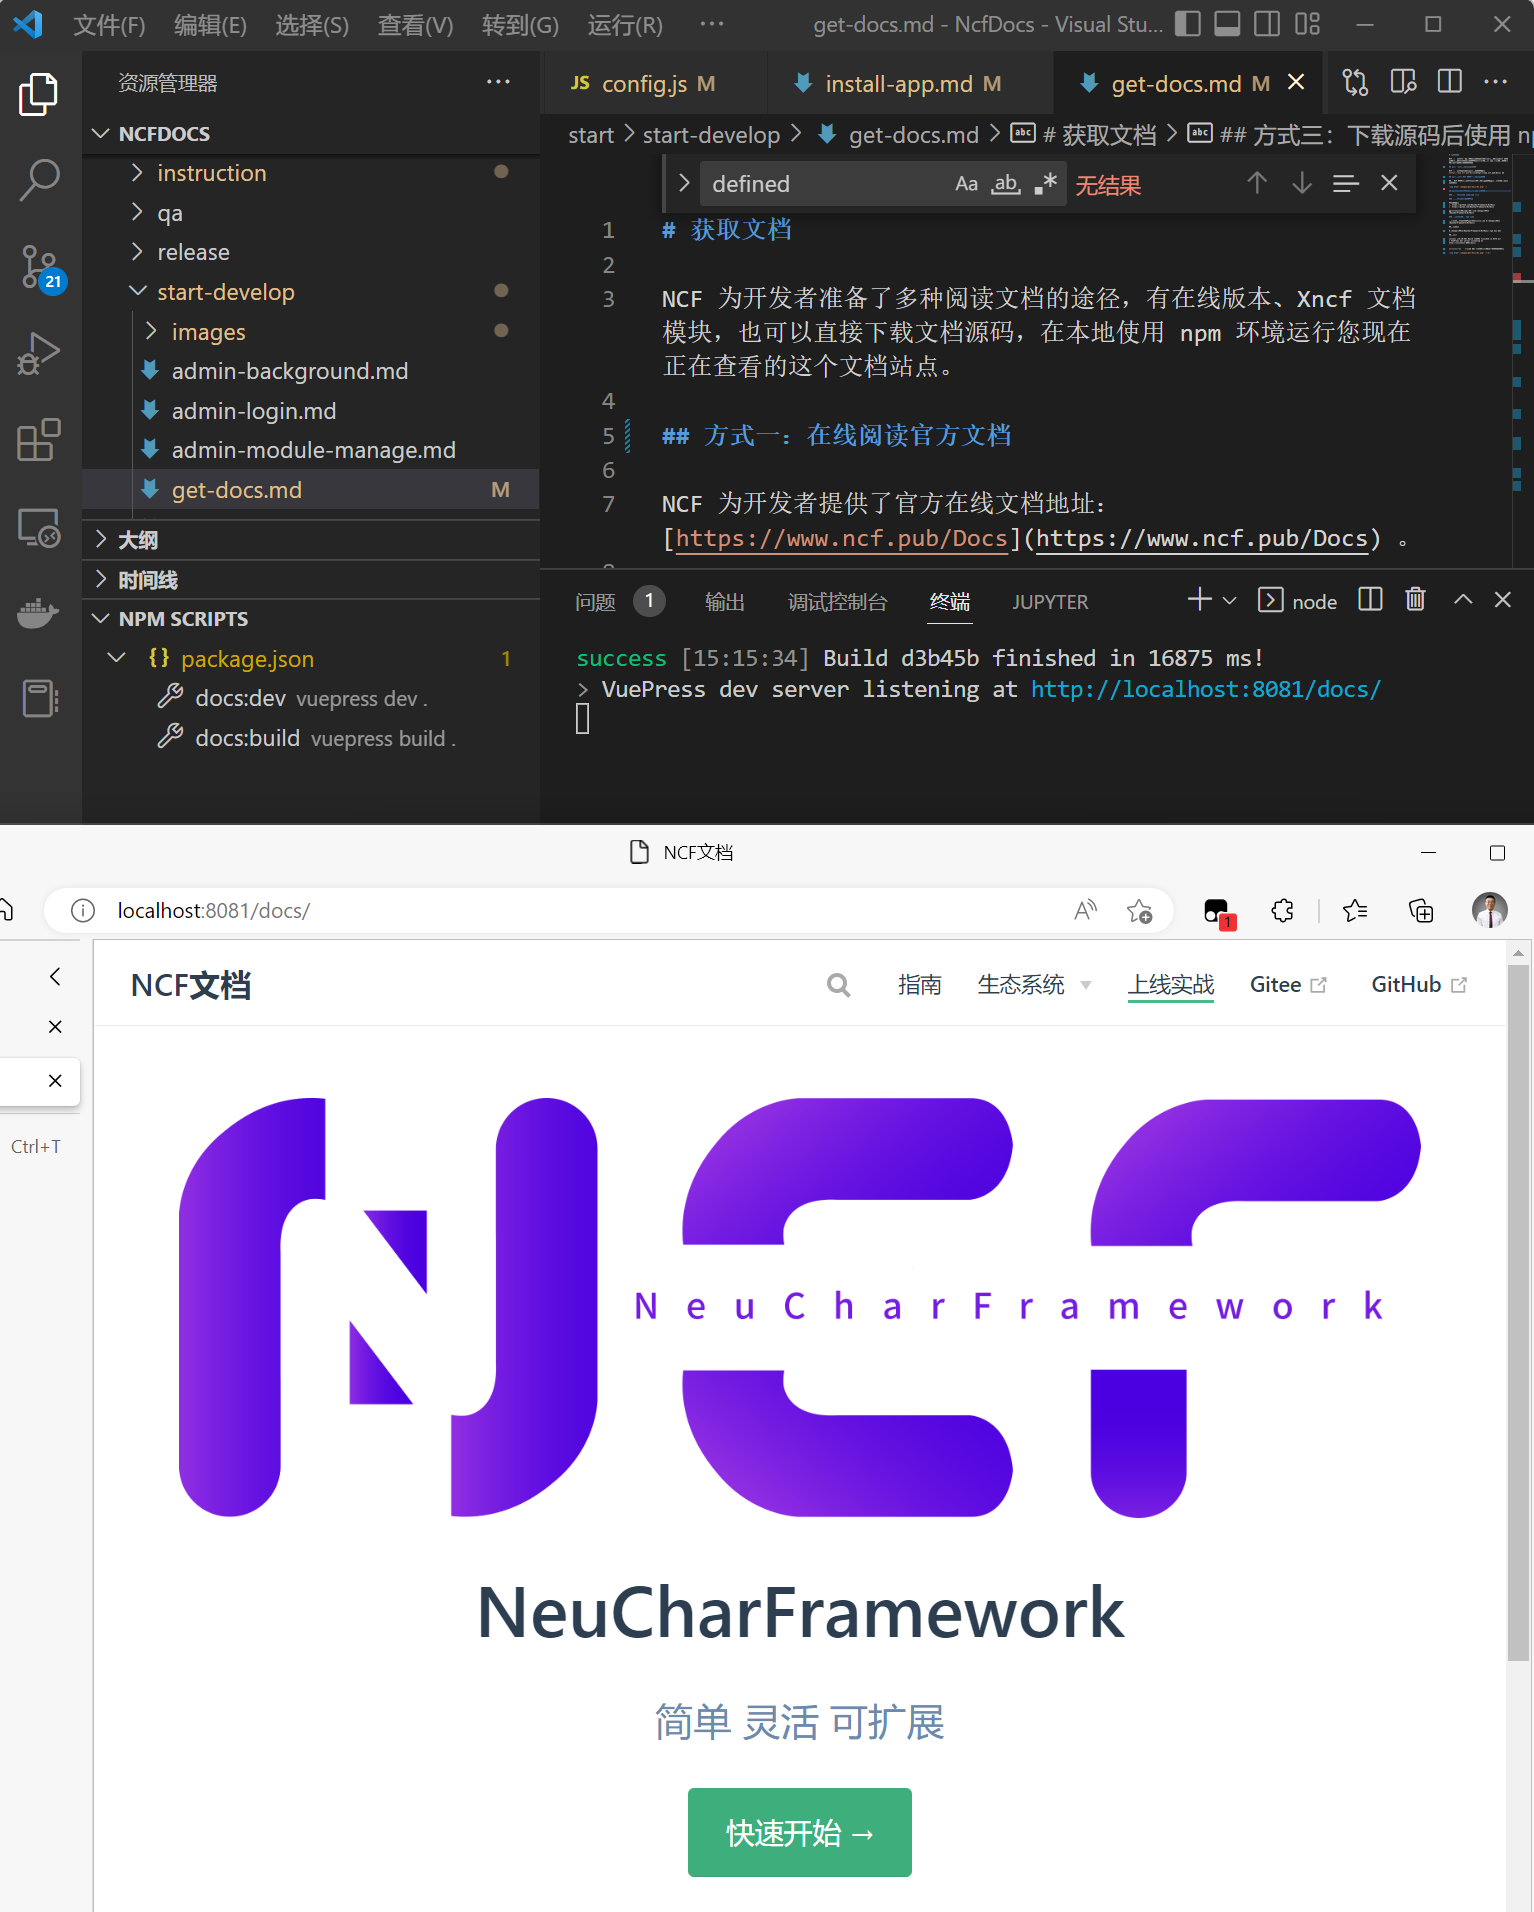 文件(F) 编辑(E) 选择(S) 查看(V) 转到(G) 运行(R) ··· get-docs.md - NcfDocs - Visual Stu...
资源管理器 ···
NCFDOCS
instruction
qa
release
start-develop
images
admin-background.md
admin-login.md
admin-module-manage.md
get-docs.md M
大纲
时间线
NPM SCRIPTS
{} package.json 1
docs:dev vuepress dev .
docs:build vuepress build .
21
JS config.js M install-app.md M get-docs.md M
start > start-develop > get-docs.md > abc # 获取文档 > abc ## 方式三：下载源码后使用
defined Aa ab .* 无结果
1 # 获取文档
2
3 NCF 为开发者准备了多种阅读文档的途径，有在线版本、Xncf 文档
模块，也可以直接下载文档源码，在本地使用 npm 环境运行您现在
正在查看的这个文档站点。
4
5 ## 方式一：在线阅读官方文档
6
7 NCF 为开发者提供了官方在线文档地址：
[https://www.ncf.pub/Docs](https://www.ncf.pub/Docs) 。
问题 1 输出 调试控制台 终端 JUPYTER node
success [15:15:34] Build d3b45b finished in 16875 ms!
> VuePress dev server listening at http://localhost:8081/docs/
NCF文档
localhost:8081/docs/
1
Ctrl+T
NCF文档 指南 生态系统 上线实战 Gitee GitHub
NCF
NeuCharFramework
NeuCharFramework
简单 灵活 可扩展
快速开始 →